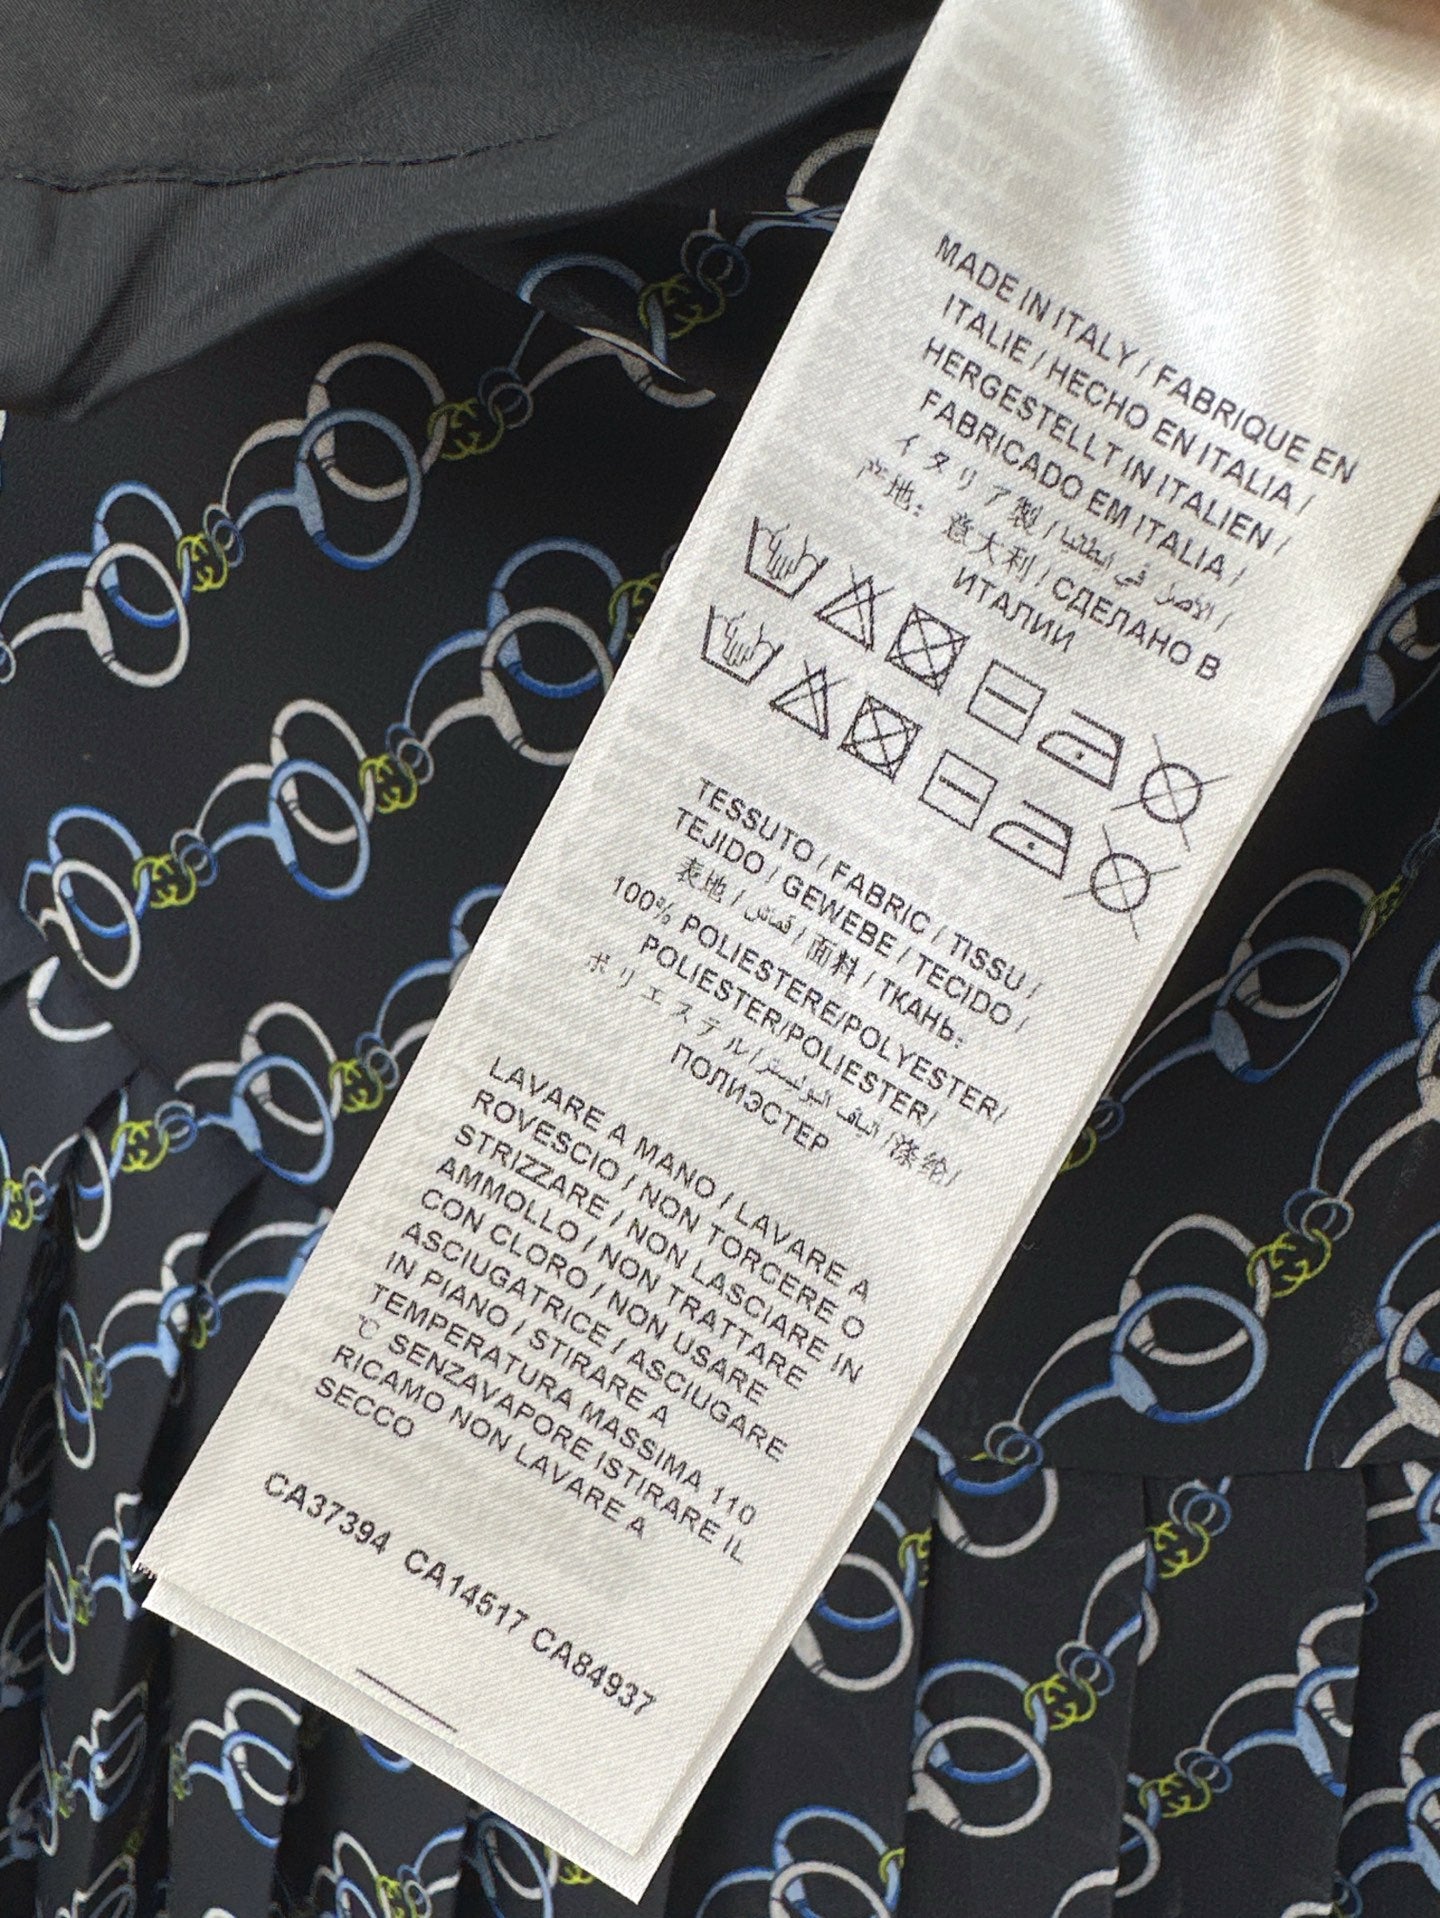 MADE IN ITALY / FABRIQUE EN
ITALIE / HECHO EN ITALIA /
HERGESTELLT IN ITALIEN /
FABRICADO EM ITALIA /
イタリア製 / الاصل في ايطاليا /
产地：意大利 / СДЕЛАНО В
ИТАЛИИ
TESSUTO / FABRIC / TISSU /
TEJIDO / GEWEBE / TECIDO /
表地 / قماش / 面料 / ТКАНЬ:
100% POLIESTERE/POLYESTER/
POLIESTER/POLIESTER/
ポリエステル/الياف البوليستر/涤纶/
ПОЛИЭСТЕР
LAVARE A MANO / LAVARE A
ROVESCIO / NON TORCERE O
STRIZZARE / NON LASCIARE IN
AMMOLLO / NON TRATTARE
CON CLORO / NON USARE
ASCIUGATRICE / ASCIUGARE
IN PIANO / STIRARE A
TEMPERATURA MASSIMA 110
℃ SENZAVAPORE ISTIRARE IL
RICAMO NON LAVARE A
SECCO
CA37394 CA14517 CA84937